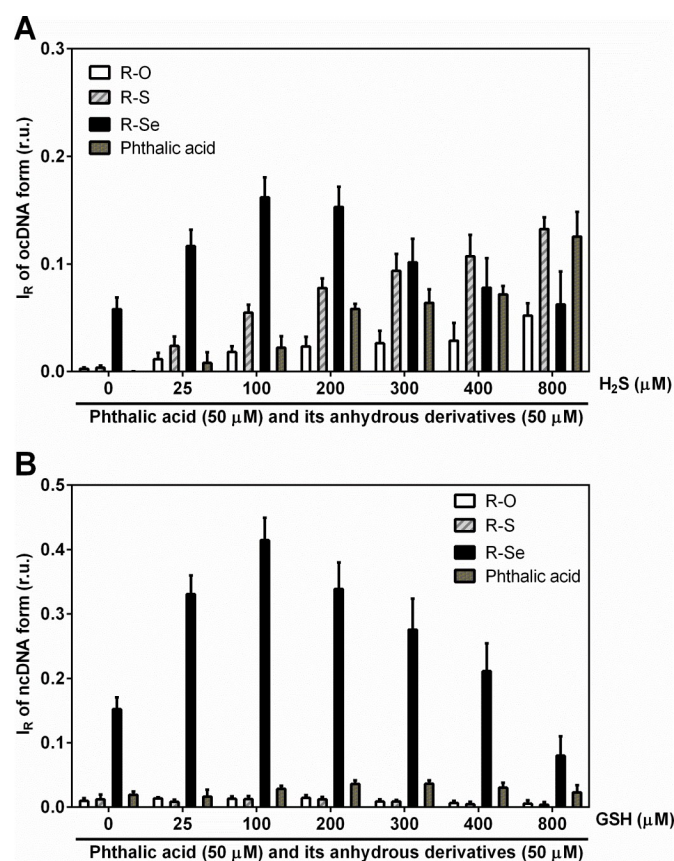 A
0.3
0.2
0.1
0.0
I_R of ocDNA form (r.u.)
R-O
R-S
R-Se
Phthalic acid
0 25 100 200 300 400 800
H₂S (μM)
Phthalic acid (50 μM) and its anhydrous derivatives (50 μM)
B
0.5
0.4
0.3
0.2
0.1
0.0
I_R of ncDNA form (r.u.)
R-O
R-S
R-Se
Phthalic acid
0 25 100 200 300 400 800
GSH (μM)
Phthalic acid (50 μM) and its anhydrous derivatives (50 μM)